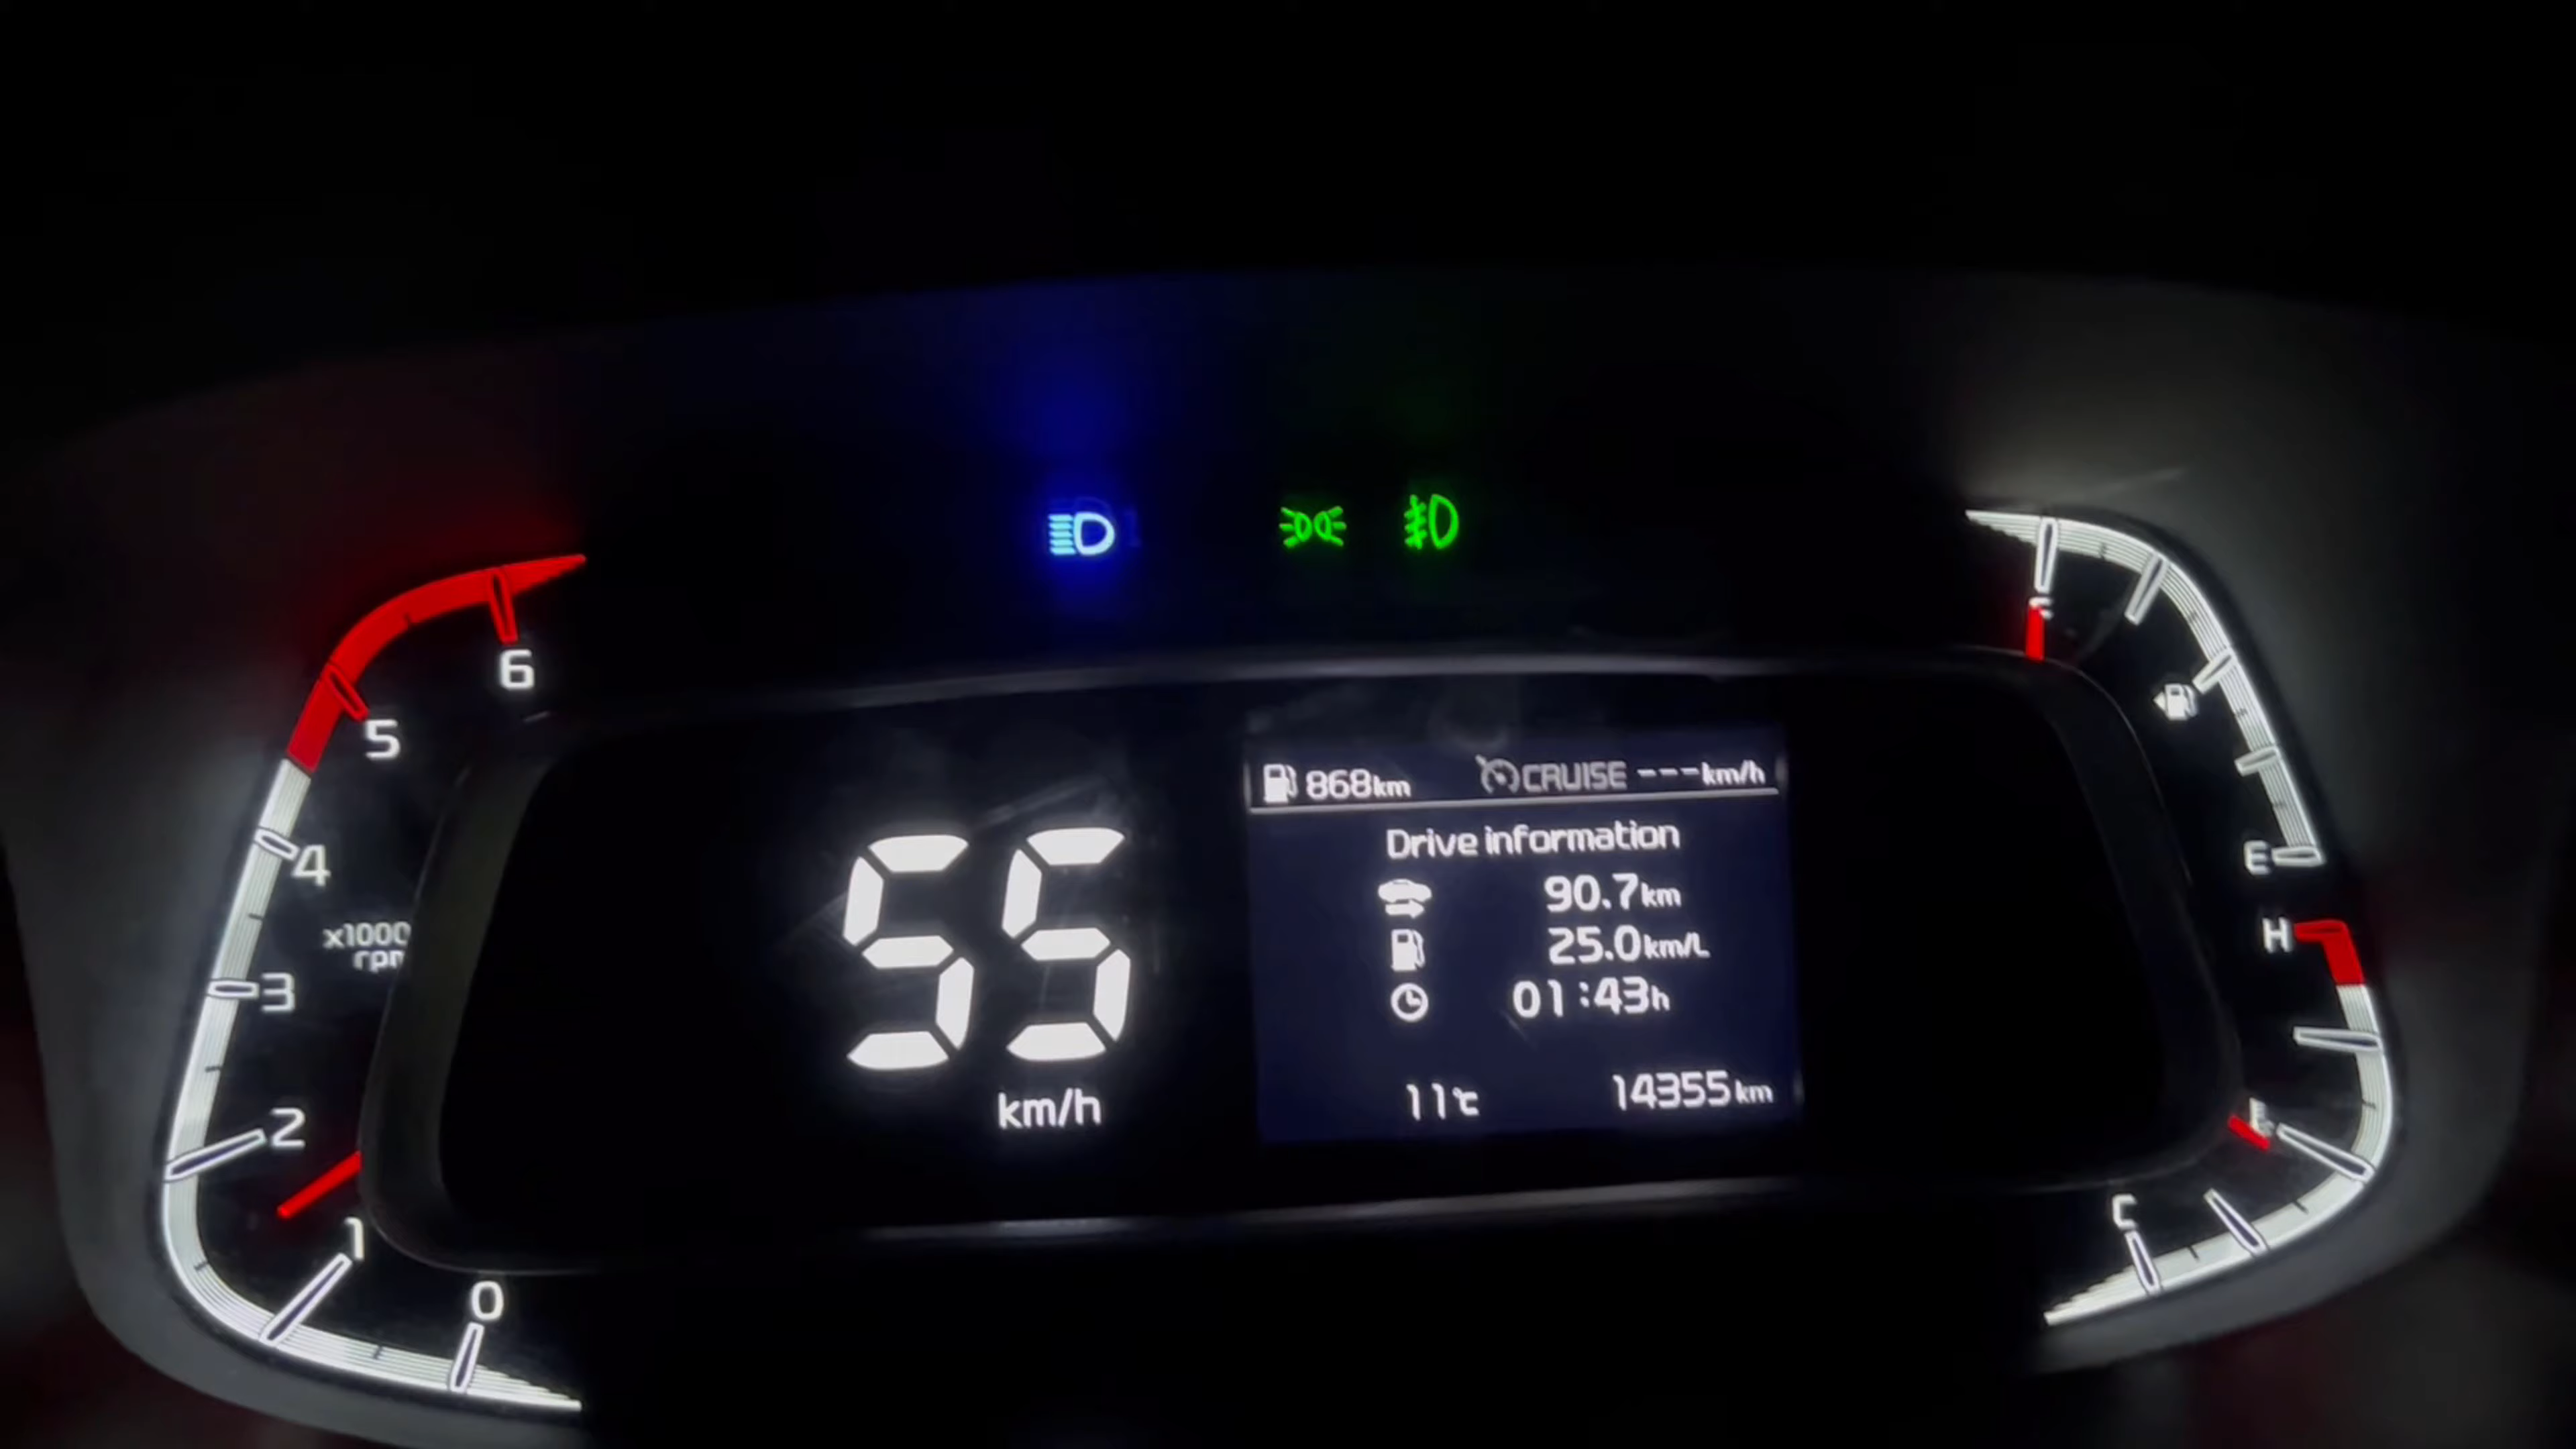 6
5
4
x1000
rpm
3
2
1
0
55
km/h
868km CRUISE ---km/h
Drive information
90.7km
25.0km/L
01:43h
11℃ 14355km
E
H
C